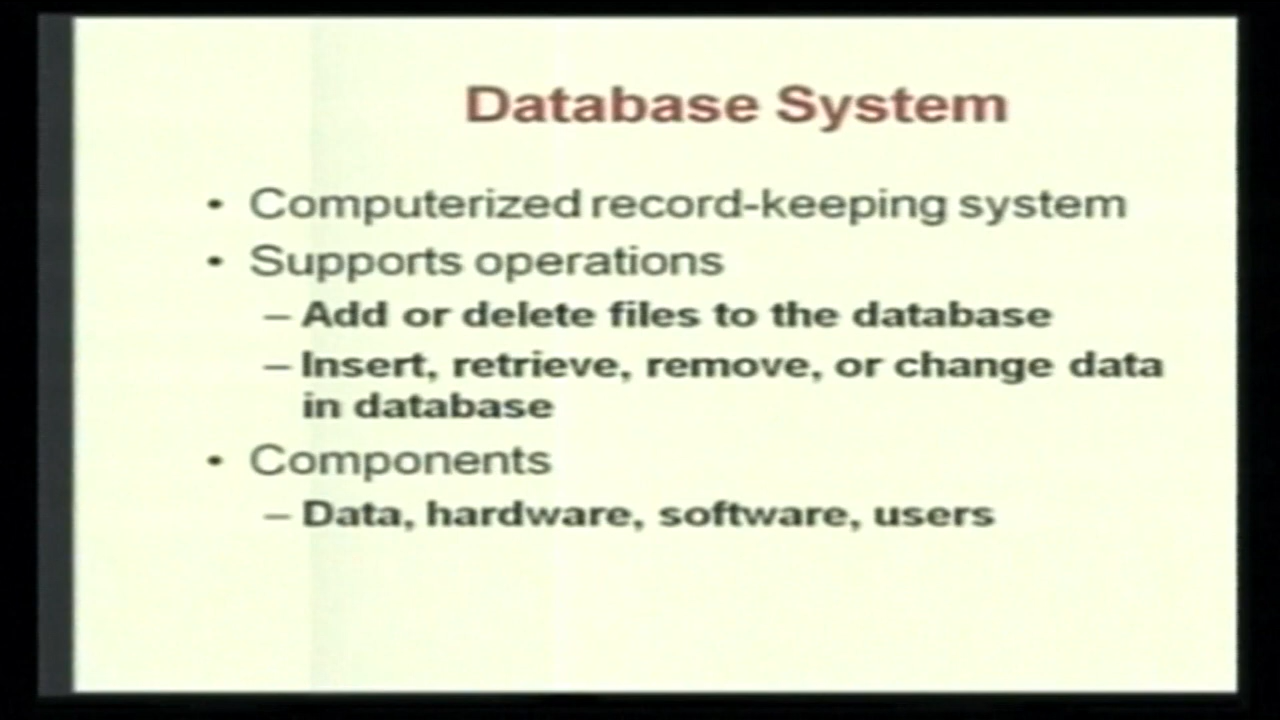 Database System
• Computerized record-keeping system
• Supports operations
– Add or delete files to the database
– Insert, retrieve, remove, or change data
in database
• Components
– Data, hardware, software, users